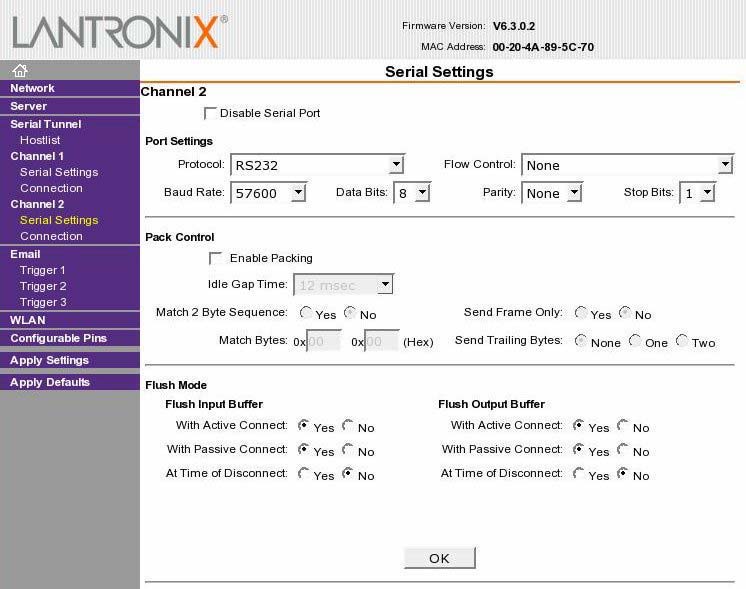 LANTRONIX®
Firmware Version: V6.3.0.2
MAC Address: 00-20-4A-89-5C-70
Network
Server
Serial Tunnel
Hostlist
Channel 1
Serial Settings
Connection
Channel 2
Serial Settings
Connection
Email
Trigger 1
Trigger 2
Trigger 3
WLAN
Configurable Pins
Apply Settings
Apply Defaults
Serial Settings
Channel 2
Disable Serial Port
Port Settings
Protocol: RS232 Flow Control: None
Baud Rate: 57600 Data Bits: 8 Parity: None Stop Bits: 1
Pack Control
Enable Packing
Idle Gap Time: 12 msec
Match 2 Byte Sequence: Yes No Send Frame Only: Yes No
Match Bytes: 0x 00 0x 00 (Hex) Send Trailing Bytes: None One Two
Flush Mode
Flush Input Buffer Flush Output Buffer
With Active Connect: Yes No With Active Connect: Yes No
With Passive Connect: Yes No With Passive Connect: Yes No
At Time of Disconnect: Yes No At Time of Disconnect: Yes No
OK